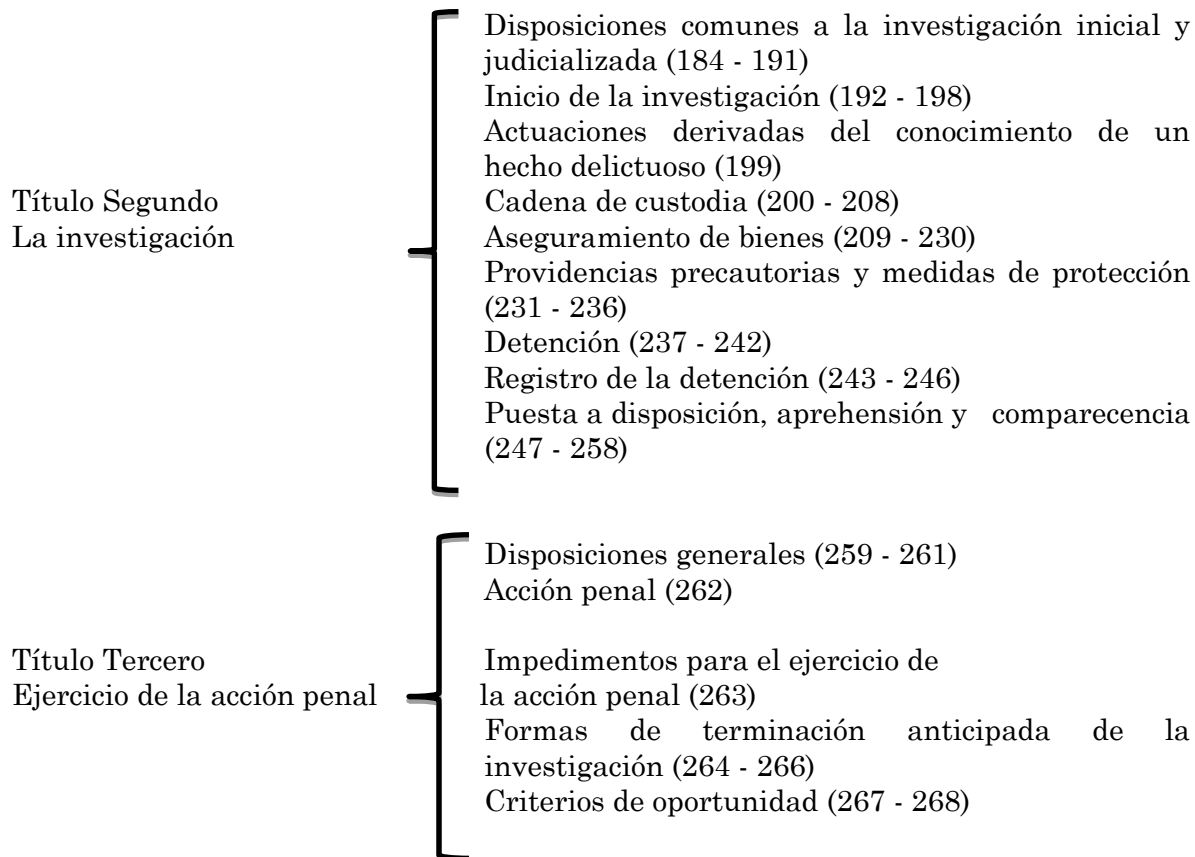 Título Segundo
La investigación
Disposiciones comunes a la investigación inicial y
judicializada (184 - 191)
Inicio de la investigación (192 - 198)
Actuaciones derivadas del conocimiento de un
hecho delictuoso (199)
Cadena de custodia (200 - 208)
Aseguramiento de bienes (209 - 230)
Providencias precautorias y medidas de protección
(231 - 236)
Detención (237 - 242)
Registro de la detención (243 - 246)
Puesta a disposición, aprehensión y comparecencia
(247 - 258)
Título Tercero
Ejercicio de la acción penal
Disposiciones generales (259 - 261)
Acción penal (262)
Impedimentos para el ejercicio de
la acción penal (263)
Formas de terminación anticipada de la
investigación (264 - 266)
Criterios de oportunidad (267 - 268)